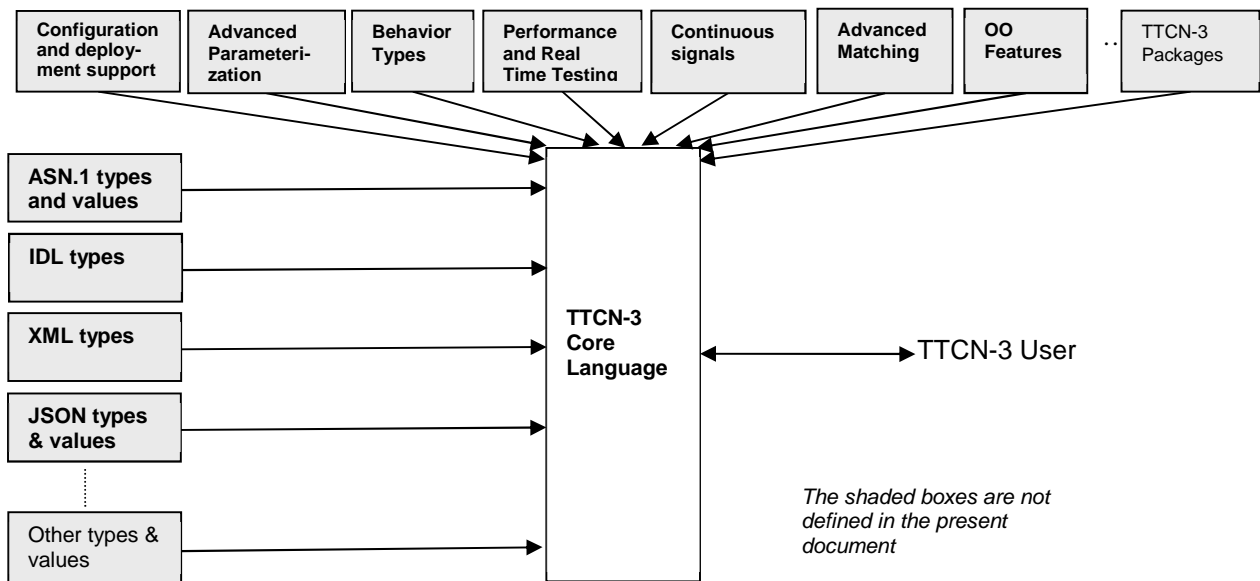 Configuration
and deploy-
ment support
Advanced
Parameteri-
zation
Behavior
Types
Performance
and Real
Time Testing
Continuous
signals
Advanced
Matching
OO
Features
..
TTCN-3
Packages
ASN.1 types
and values
IDL types
XML types
JSON types
& values
Other types &
values
TTCN-3
Core
Language
TTCN-3 User
The shaded boxes are not
defined in the present
document